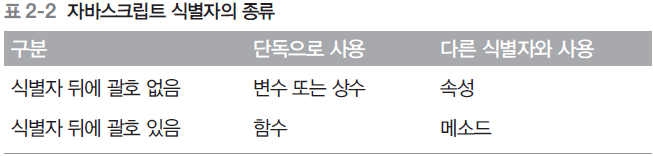 표 2-2 자바스크립트 식별자의 종류
구분 단독으로 사용 다른 식별자와 사용
식별자 뒤에 괄호 없음 변수 또는 상수 속성
식별자 뒤에 괄호 있음 함수 메소드